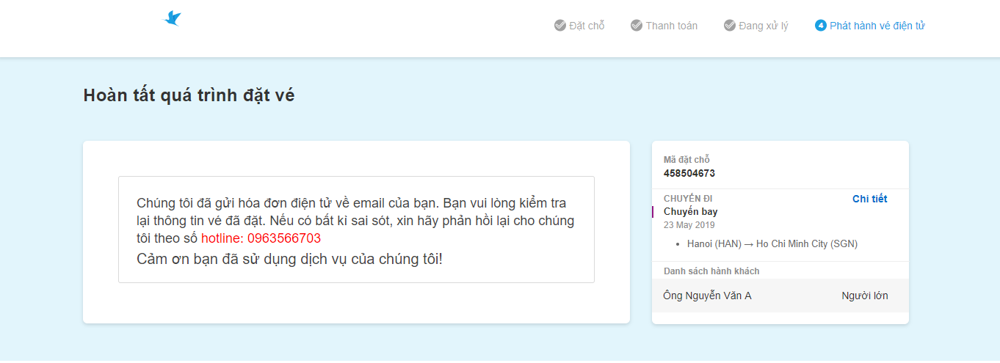 Đặt chỗ
Thanh toán
Đang xử lý
4 Phát hành vé điện tử
Hoàn tất quá trình đặt vé
Chúng tôi đã gửi hóa đơn điện tử về email của bạn. Bạn vui lòng kiểm tra
lại thông tin vé đã đặt. Nếu có bất kì sai sót, xin hãy phản hồi lại cho chúng
tôi theo số hotline: 0963566703
Cảm ơn bạn đã sử dụng dịch vụ của chúng tôi!
Mã đặt chỗ
458504673
CHUYẾN ĐI Chi tiết
Chuyến bay
23 May 2019
• Hanoi (HAN) → Ho Chi Minh City (SGN)
Danh sách hành khách
Ông Nguyễn Văn A Người lớn